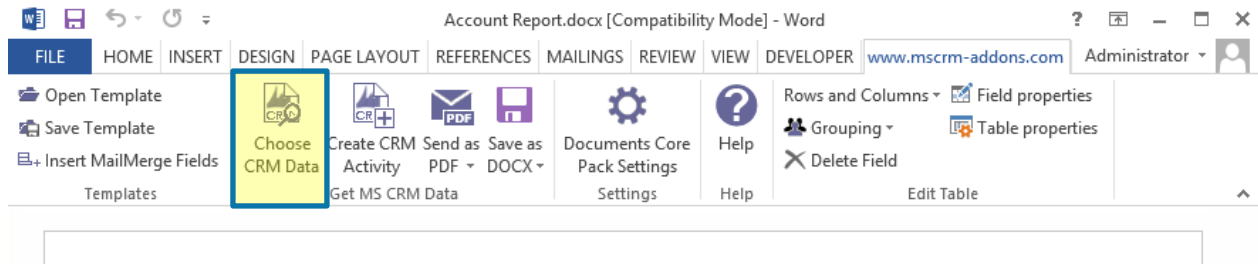 Account Report.docx [Compatibility Mode] - Word
FILE HOME INSERT DESIGN PAGE LAYOUT REFERENCES MAILINGS REVIEW VIEW DEVELOPER www.mscrm-addons.com Administrator
Open Template
Save Template
Insert MailMerge Fields
Templates
CRM
Choose
CRM Data
CR
Create CRM
Activity
PDF
Send as
PDF
Save as
DOCX
Get MS CRM Data
Documents Core
Pack Settings
Settings
Help
Help
Rows and Columns
Grouping
Delete Field
Field properties
Table properties
Edit Table